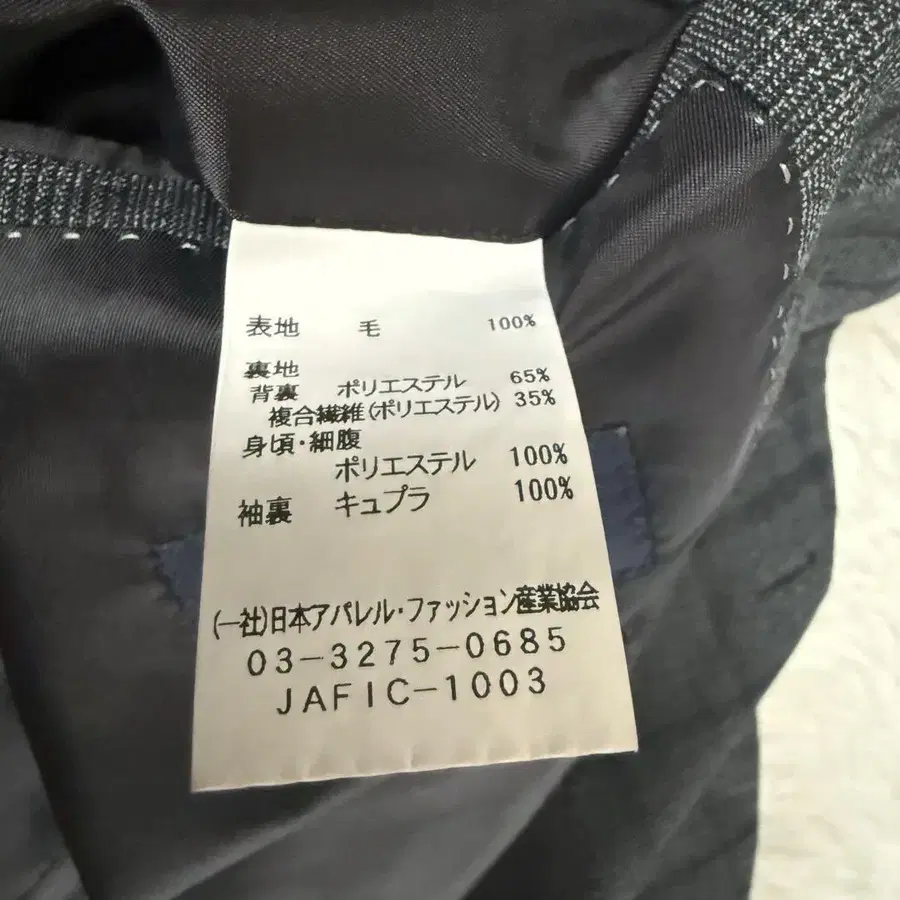 表地 毛 100%
裏地
背裏 ポリエステル 65%
複合繊維(ポリエステル) 35%
身頃・細腹
ポリエステル 100%
袖裏 キュプラ 100%
(一社)日本アパレル・ファッション産業協会
03-3275-0685
JAFIC-1003